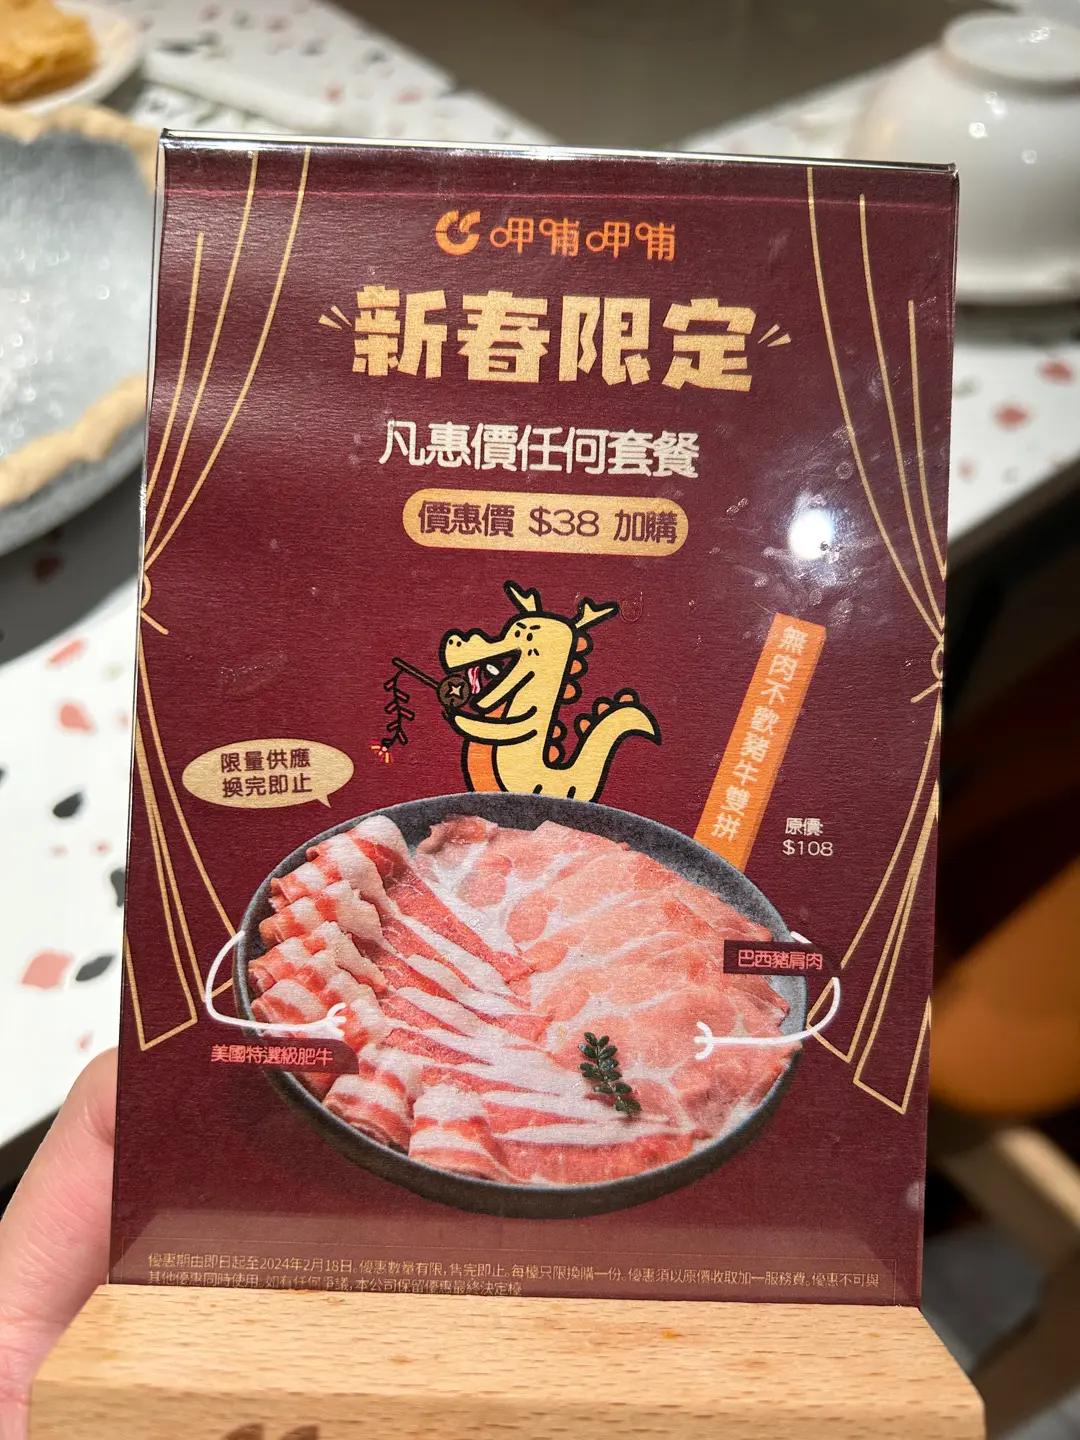 呷哺呷哺
新春限定
凡惠價任何套餐
優惠價 $38 加購
無肉不歡豬牛雙拼
限量供應
換完即止
原價:
$108
巴西豬肩肉
美國特選級肥牛
優惠期由即日起至2024年2月18日。優惠數量有限,售完即止。每檯只限換購一份。優惠須以原價收取加一服務費。優惠不可與
其他優惠同時使用。如有任何爭議,本公司保留優惠最終決定權